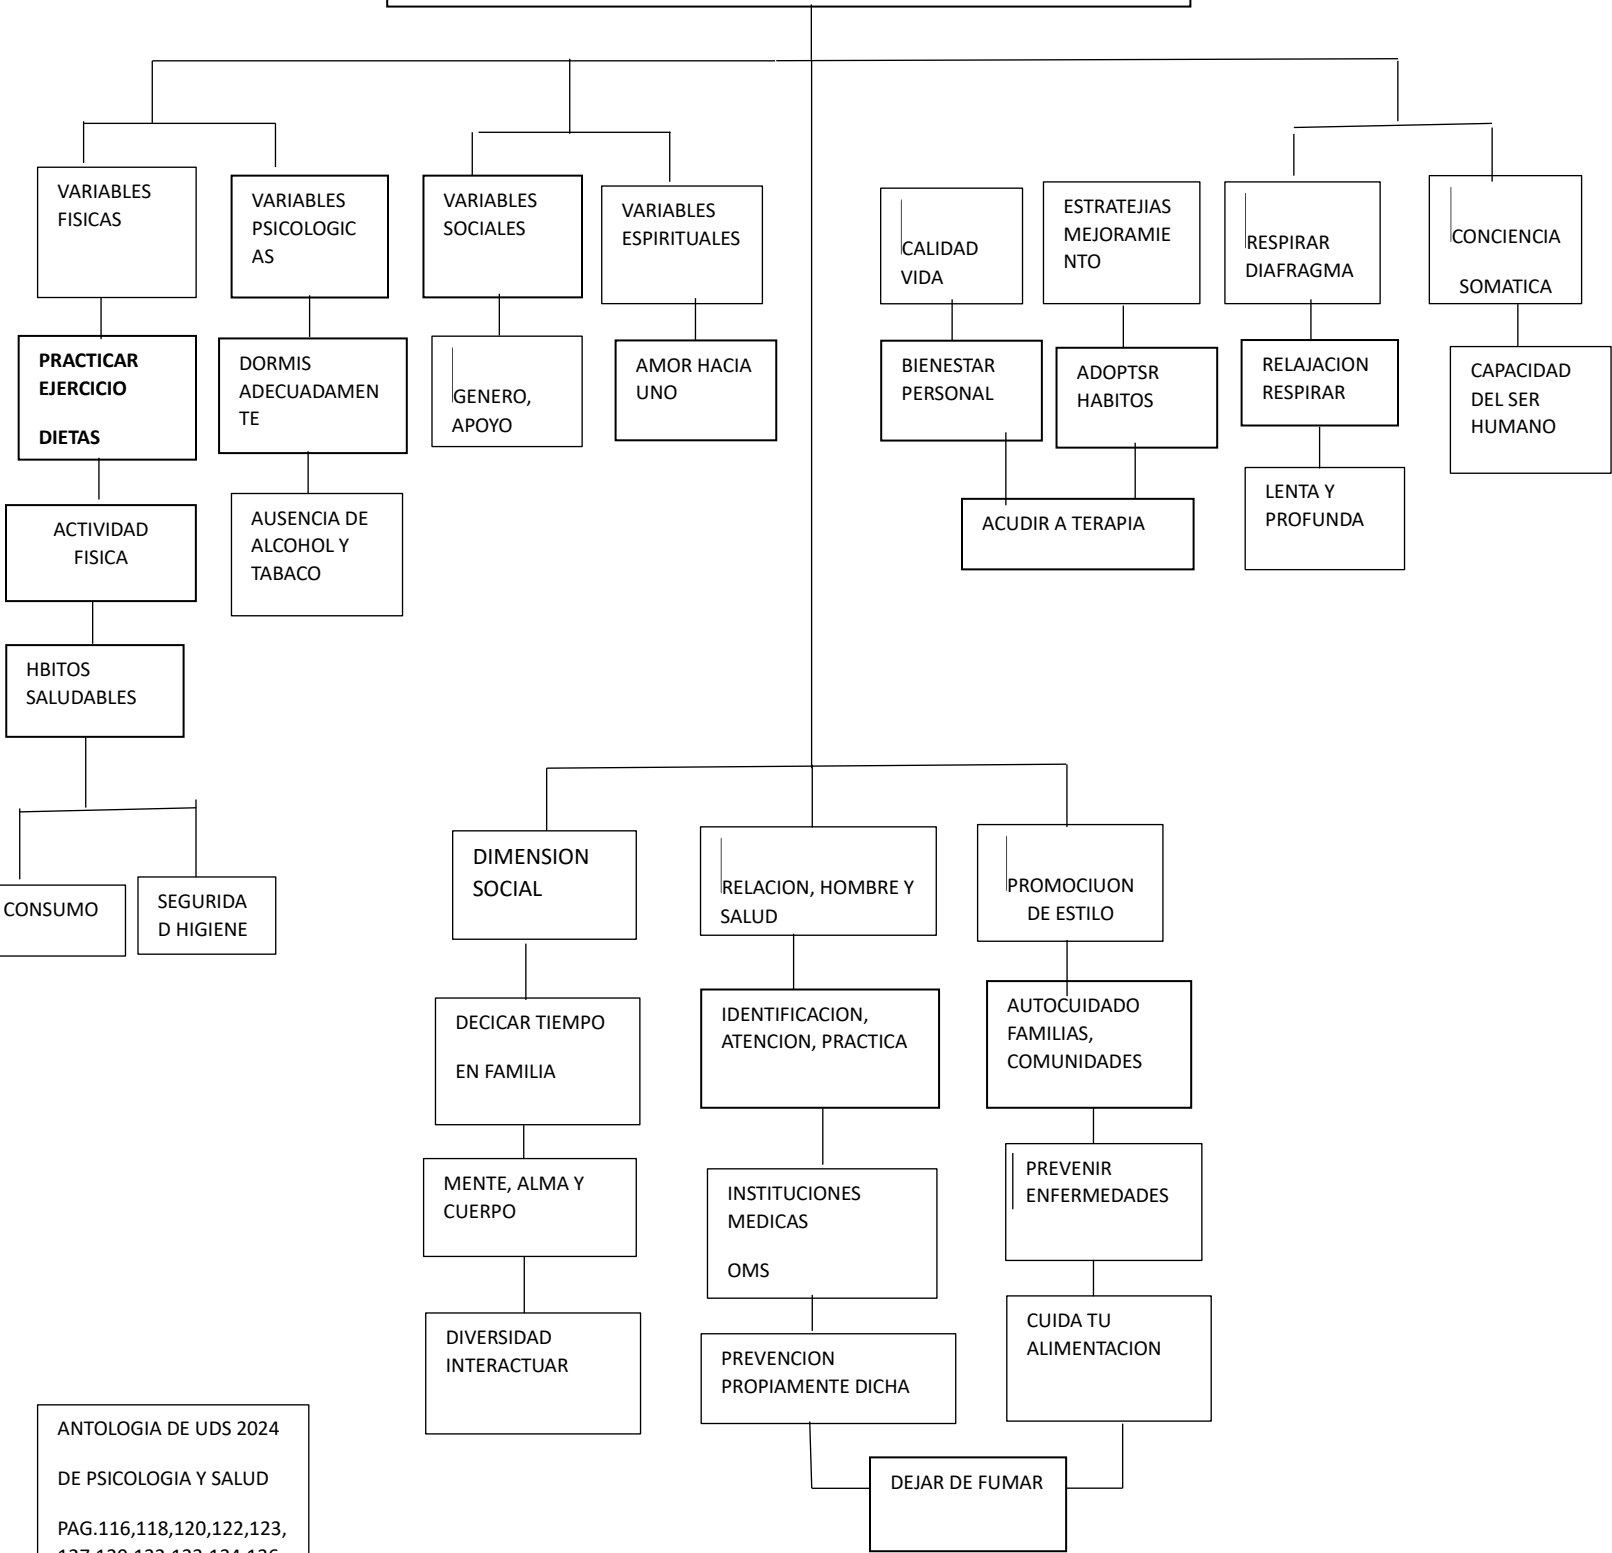 VARIABLES
FISICAS
VARIABLES
PSICOLOGIC
AS
VARIABLES
SOCIALES
VARIABLES
ESPIRITUALES
CALIDAD
VIDA
ESTRATEJIAS
MEJORAMIE
NTO
RESPIRAR
DIAFRAGMA
CONCIENCIA
SOMATICA
PRACTICAR
EJERCICIO
DIETAS
DORMIS
ADECUADAMEN
TE
GENERO,
APOYO
AMOR HACIA
UNO
BIENESTAR
PERSONAL
ADOPTSR
HABITOS
RELAJACION
RESPIRAR
CAPACIDAD
DEL SER
HUMANO
ACTIVIDAD
FISICA
AUSENCIA DE
ALCOHOL Y
TABACO
ACUDIR A TERAPIA
LENTA Y
PROFUNDA
HBITOS
SALUDABLES
CONSUMO
SEGURIDA
D HIGIENE
DIMENSION
SOCIAL
RELACION, HOMBRE Y
SALUD
PROMOCIUON
DE ESTILO
DECICAR TIEMPO
EN FAMILIA
IDENTIFICACION,
ATENCION, PRACTICA
AUTOCUIDADO
FAMILIAS,
COMUNIDADES
MENTE, ALMA Y
CUERPO
INSTITUCIONES
MEDICAS
OMS
PREVENIR
ENFERMEDADES
DIVERSIDAD
INTERACTUAR
PREVENCION
PROPIAMENTE DICHA
CUIDA TU
ALIMENTACION
DEJAR DE FUMAR
ANTOLOGIA DE UDS 2024
DE PSICOLOGIA Y SALUD
PAG.116,118,120,122,123,